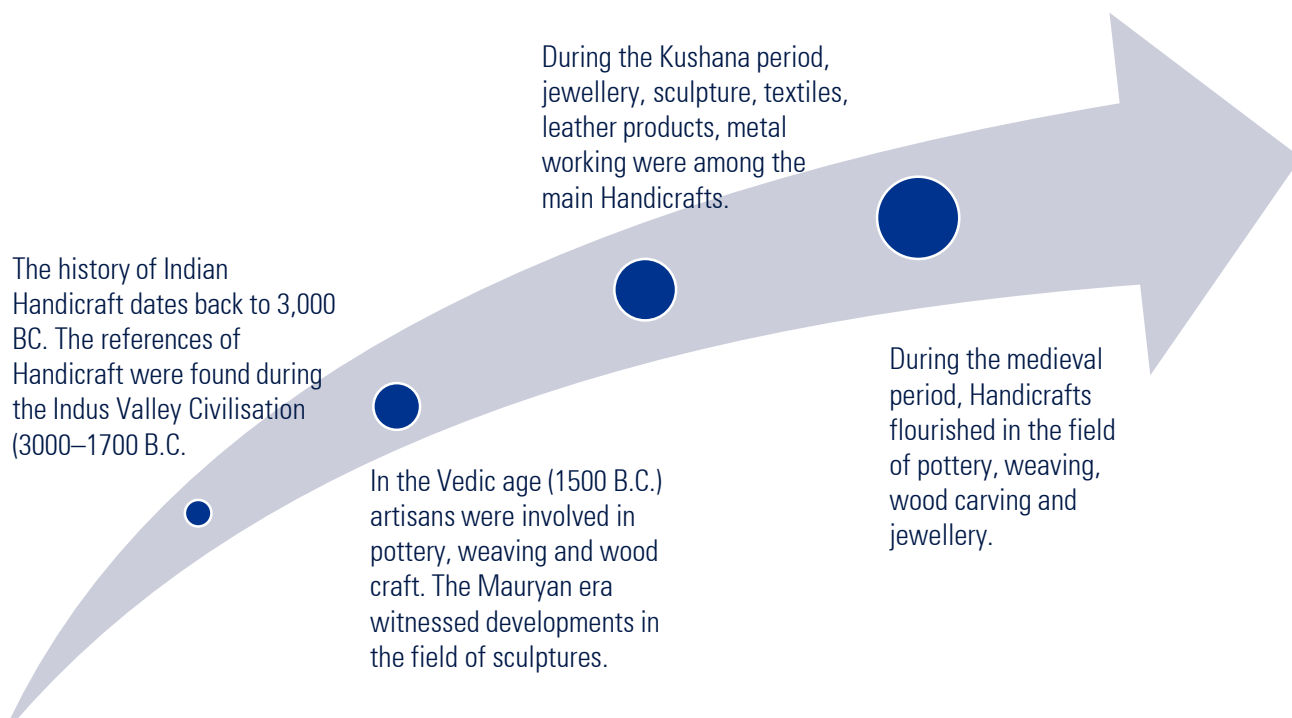 The history of Indian
Handicraft dates back to 3,000
BC. The references of
Handicraft were found during
the Indus Valley Civilisation
(3000–1700 B.C.
In the Vedic age (1500 B.C.)
artisans were involved in
pottery, weaving and wood
craft. The Mauryan era
witnessed developments in
the field of sculptures.
During the Kushana period,
jewellery, sculpture, textiles,
leather products, metal
working were among the
main Handicrafts.
During the medieval
period, Handicrafts
flourished in the field
of pottery, weaving,
wood carving and
jewellery.